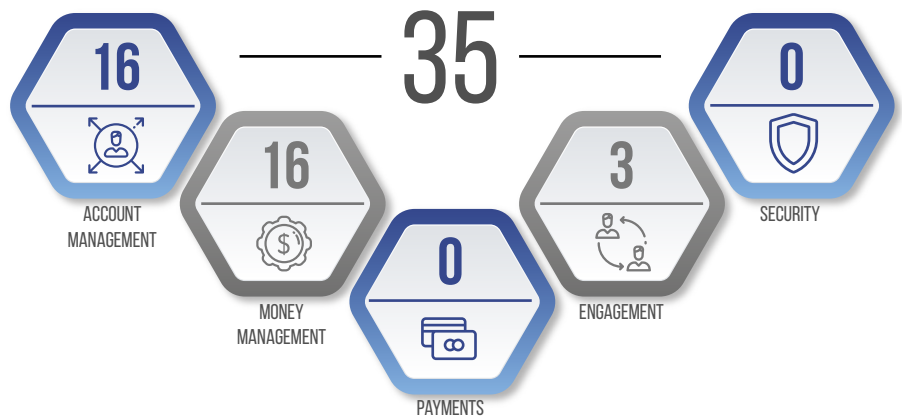 35
16
ACCOUNT
MANAGEMENT
16
MONEY
MANAGEMENT
0
PAYMENTS
3
ENGAGEMENT
0
SECURITY